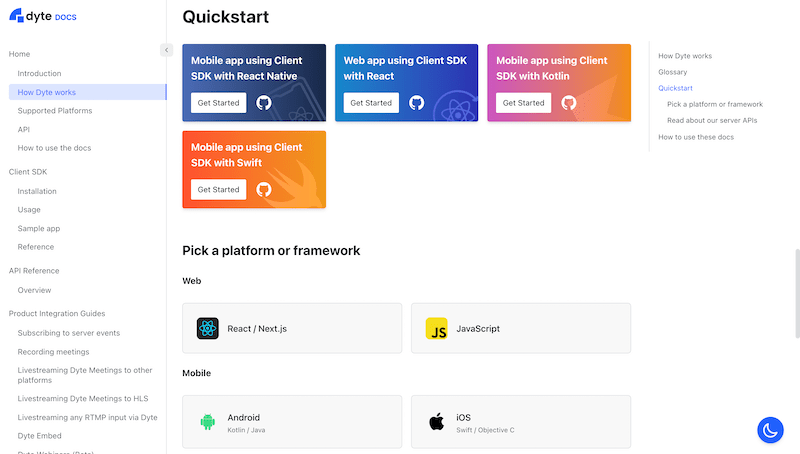 dyte DOCS
Home
Introduction
How Dyte works
Supported Platforms
API
How to use the docs
Client SDK
Installation
Usage
Sample app
Reference
API Reference
Overview
Product Integration Guides
Subscribing to server events
Recording meetings
Livestreaming Dyte Meetings to other
platforms
Livestreaming Dyte Meetings to HLS
Livestreaming any RTMP input via Dyte
Dyte Embed
Dyte Webinars (Beta)
Quickstart
Mobile app using Client
SDK with React Native
Get Started
Web app using Client SDK
with React
Get Started
Mobile app using Client
SDK with Kotlin
Get Started
Mobile app using Client
SDK with Swift
Get Started
Pick a platform or framework
Web
React / Next.js
JS
JavaScript
Mobile
Android
Kotlin / Java
iOS
Swift / Objective C
How Dyte works
Glossary
Quickstart
Pick a platform or framework
Read about our server APIs
How to use these docs